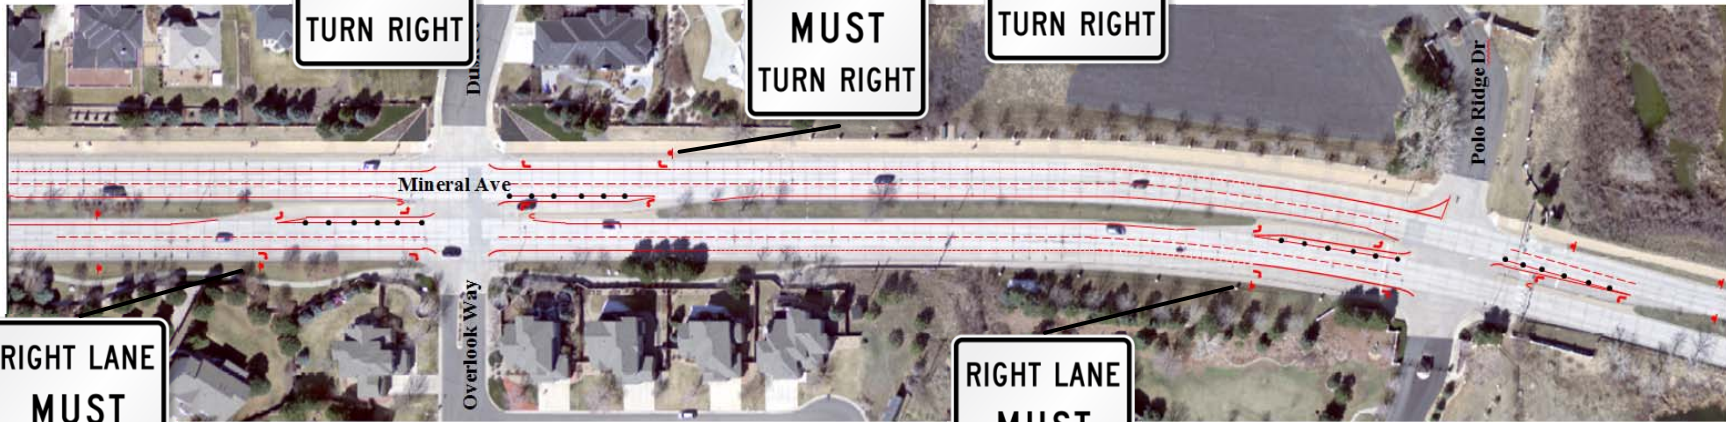 TURN RIGHT
MUST
TURN RIGHT
TURN RIGHT
Polo Ridge Dr
Mineral Ave
Overlook Way
RIGHT LANE
MUST
RIGHT LANE
MUST